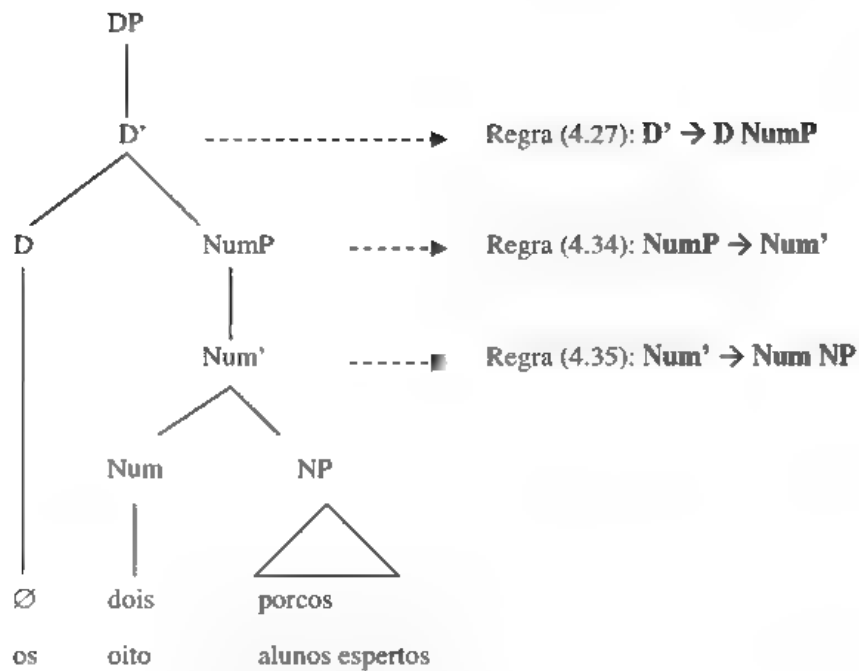 DP
D’ Regra (4.27): D’ → D NumP
D NumP Regra (4.34): NumP → Num’
Num’ Regra (4.35): Num’ → Num NP
Num NP
∅ dois porcos
os oito alunos espertos